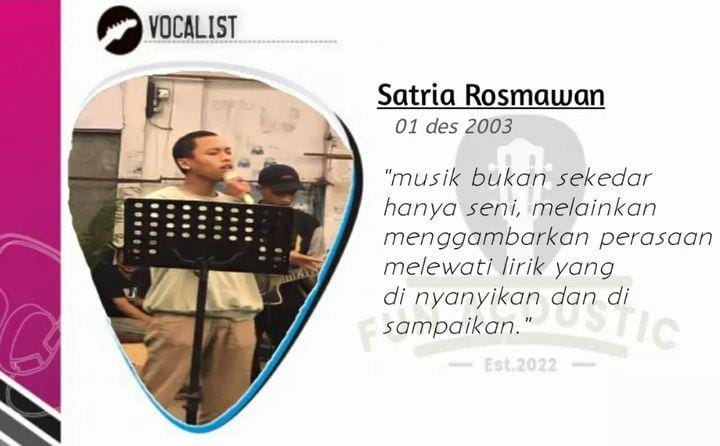 VOCALIST
Satria Rosmawan
01 des 2003
"musik bukan sekedar
hanya seni, melainkan
menggambarkan perasaan
melewati lirik yang
di nyanyikan dan di
sampaikan."
FUN ACOUSTIC
Est.2022